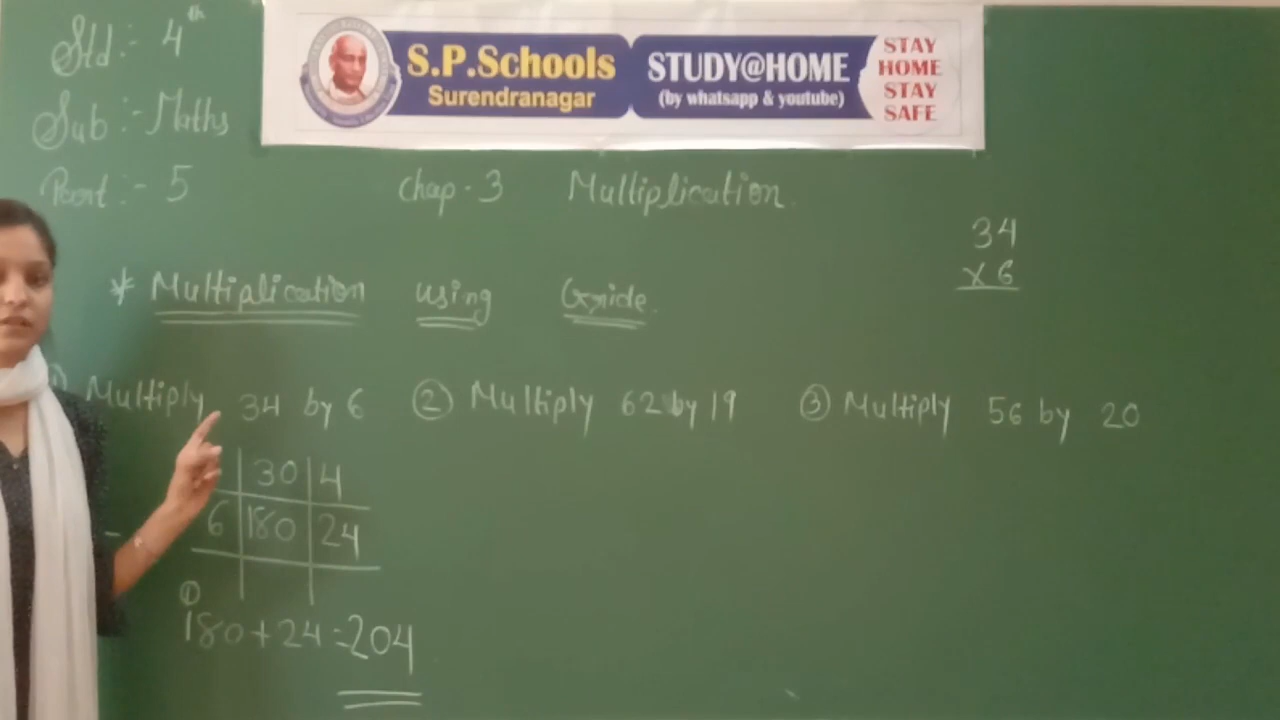 Std :- 4th
Sub :- Maths
Part :- 5
S.P.Schools
Surendranagar
STUDY@HOME
(by whatsapp & youtube)
STAY
HOME
STAY
SAFE
Chap - 3 Multiplication
34
x 6
* Multiplication using Gride.
Multiply 34 by 6
② Multiply 62 by 19
③ Multiply 56 by 20
30 4
6 180 24
①
180 + 24 = 204